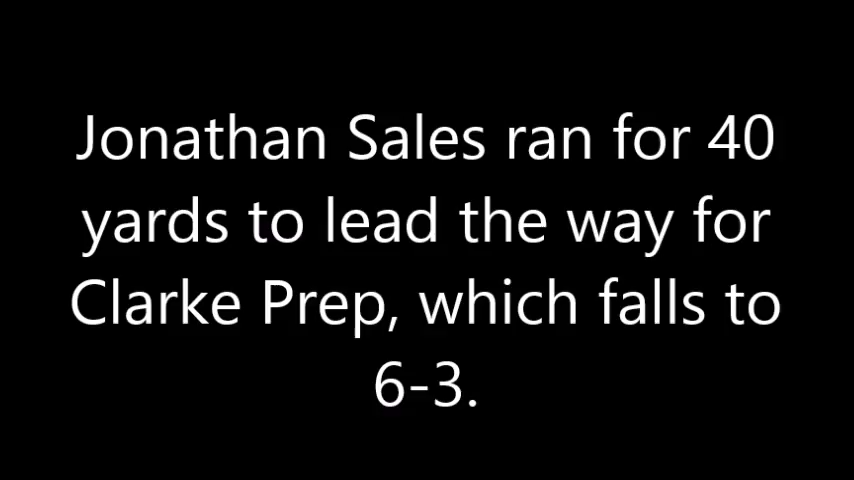 Jonathan Sales ran for 40
yards to lead the way for
Clarke Prep, which falls to
6-3.